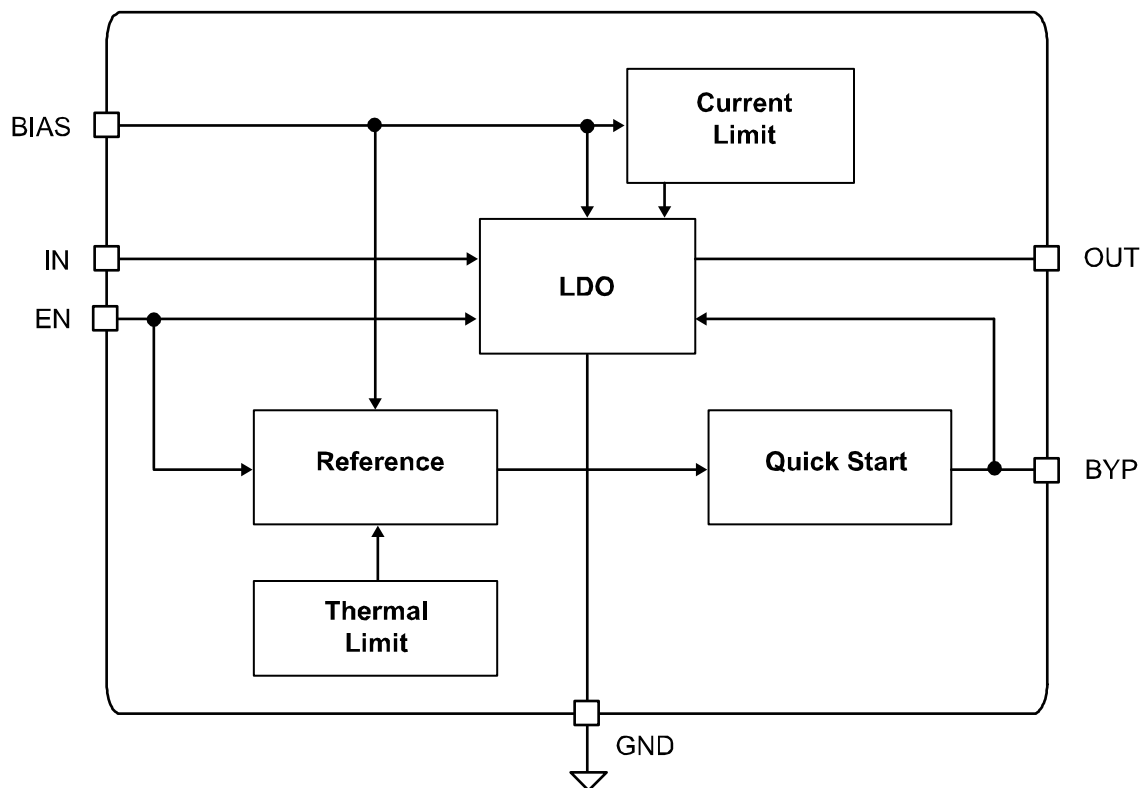 Current
Limit
BIAS
IN
OUT
LDO
EN
Reference
Quick Start
BYP
Thermal
Limit
GND